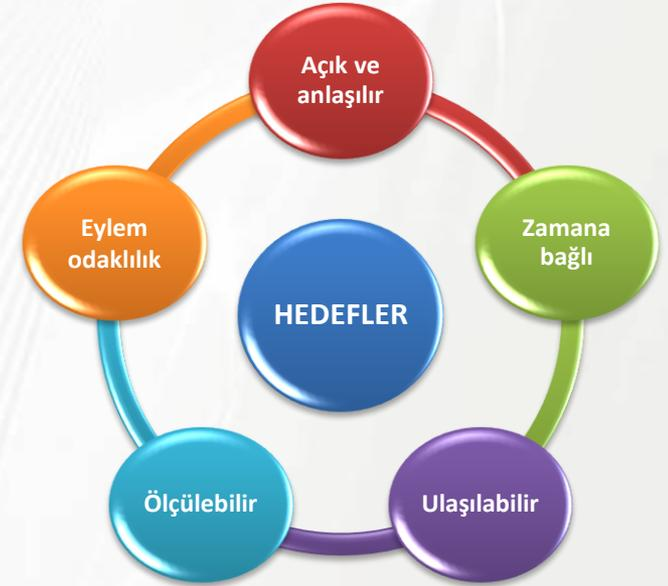 Açık ve
anlaşılır
Eylem
odaklılık
Zamana
bağlı
HEDEFLER
Ölçülebilir
Ulaşılabilir